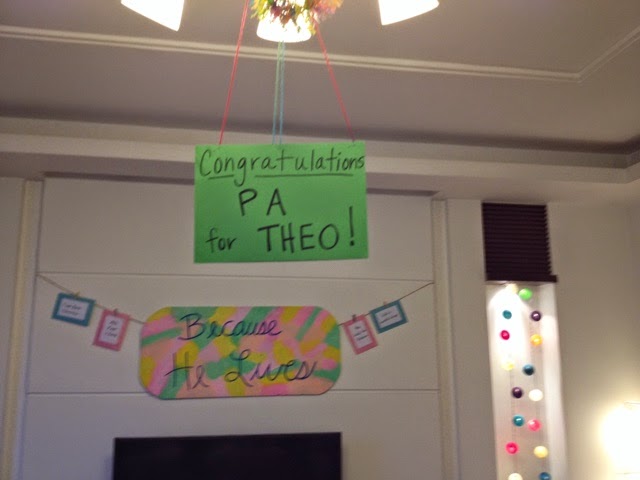 Congratulations
PA
for THEO!
Because
He Lives